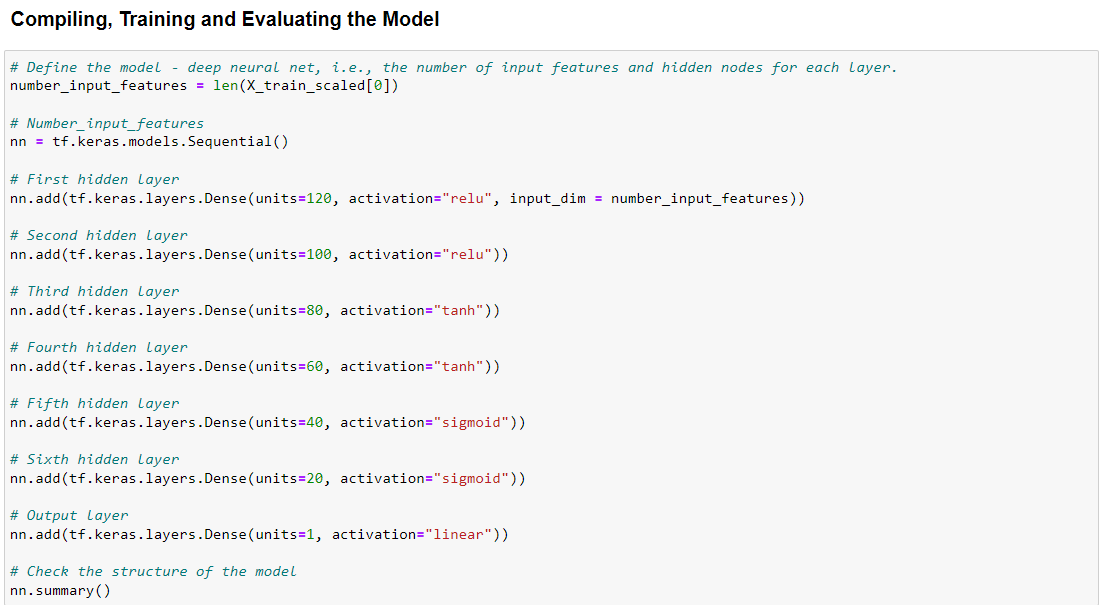 Compiling, Training and Evaluating the Model
# Define the model - deep neural net, i.e., the number of input features and hidden nodes for each layer.
number_input_features = len(X_train_scaled[0])
# Number_input_features
nn = tf.keras.models.Sequential()
# First hidden layer
nn.add(tf.keras.layers.Dense(units=120, activation="relu", input_dim = number_input_features))
# Second hidden layer
nn.add(tf.keras.layers.Dense(units=100, activation="relu"))
# Third hidden layer
nn.add(tf.keras.layers.Dense(units=80, activation="tanh"))
# Fourth hidden layer
nn.add(tf.keras.layers.Dense(units=60, activation="tanh"))
# Fifth hidden layer
nn.add(tf.keras.layers.Dense(units=40, activation="sigmoid"))
# Sixth hidden layer
nn.add(tf.keras.layers.Dense(units=20, activation="sigmoid"))
# Output layer
nn.add(tf.keras.layers.Dense(units=1, activation="linear"))
# Check the structure of the model
nn.summary()